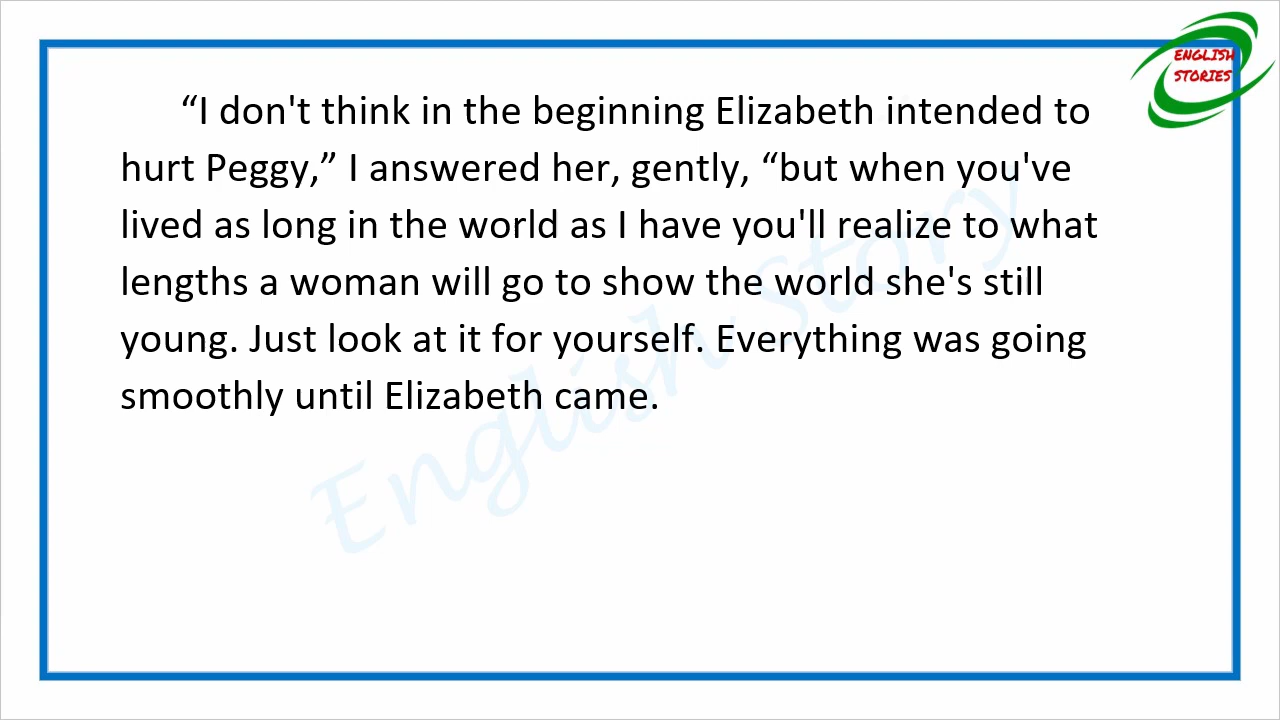 ENGLISH
STORIES
“I don't think in the beginning Elizabeth intended to
hurt Peggy,” I answered her, gently, “but when you've
lived as long in the world as I have you'll realize to what
lengths a woman will go to show the world she's still
young. Just look at it for yourself. Everything was going
smoothly until Elizabeth came.
English Story